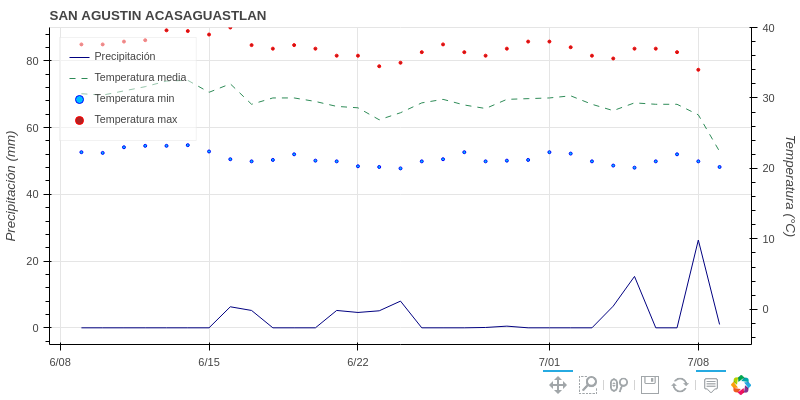 SAN AGUSTIN ACASAGUASTLAN
Precipitación
Temperatura media
Temperatura min
Temperatura max
Precipitación (mm)
80
60
40
20
0
Temperatura (°C)
40
30
20
10
0
6/08
6/15
6/22
7/01
7/08